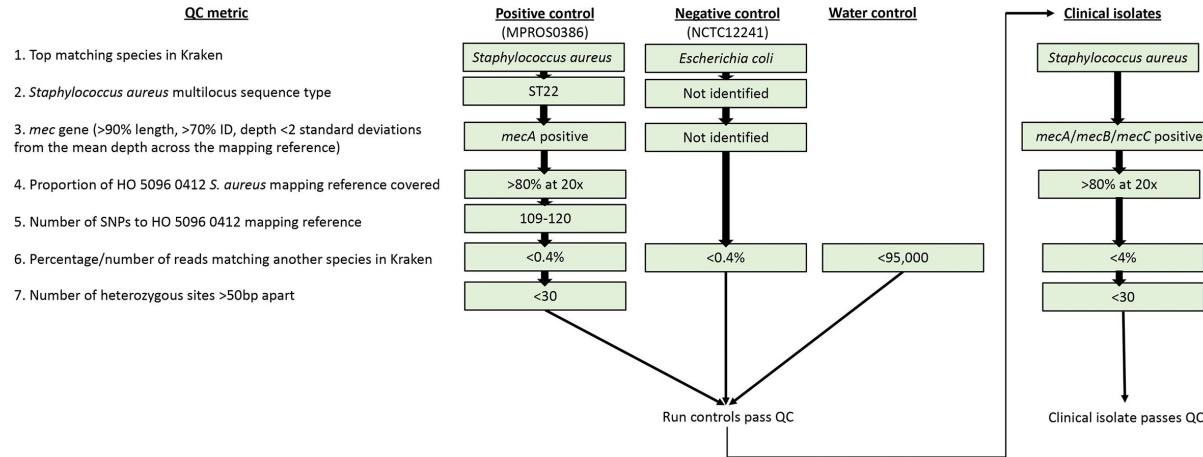 QC metric
Positive control
(MPROS0386)
Negative control
(NCTC12241)
Water control
Clinical isolates
1. Top matching species in Kraken
Staphylococcus aureus
Escherichia coli
Staphylococcus aureus
2. Staphylococcus aureus multilocus sequence type
ST22
Not identified
3. mec gene (>90% length, >70% ID, depth <2 standard deviations
from the mean depth across the mapping reference)
mecA positive
Not identified
mecA/mecB/mecC positive
4. Proportion of HO 5096 0412 S. aureus mapping reference covered
>80% at 20x
>80% at 20x
5. Number of SNPs to HO 5096 0412 mapping reference
109-120
6. Percentage/number of reads matching another species in Kraken
<0.4%
<0.4%
<95,000
<4%
7. Number of heterozygous sites >50bp apart
<30
<30
Run controls pass QC
Clinical isolate passes QC